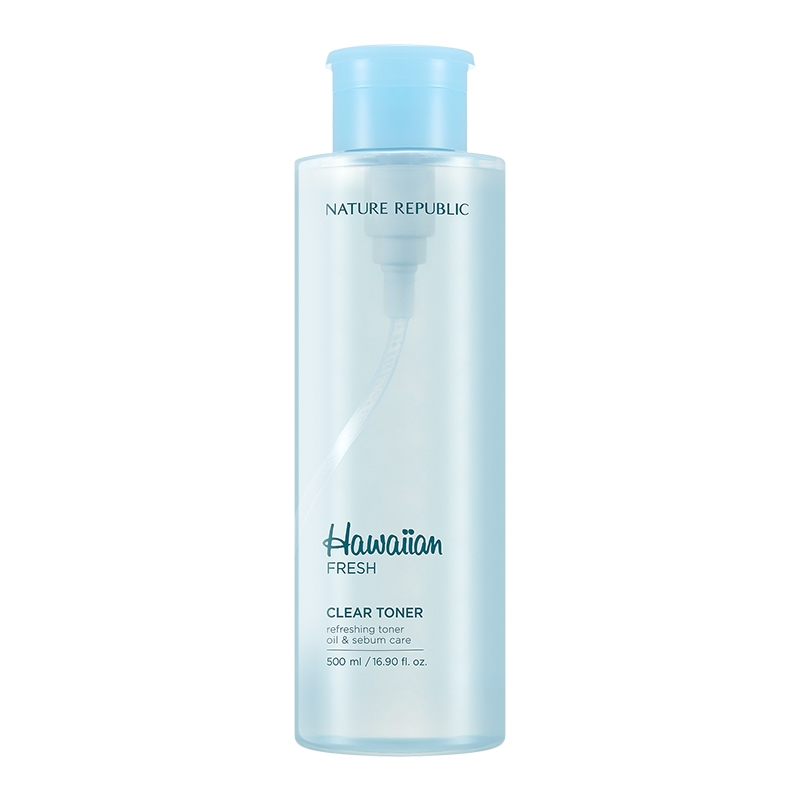 NATURE REPUBLIC
Hawaiian
FRESH
CLEAR TONER
refreshing toner
oil & sebum care
500 ml / 16.90 fl. oz.